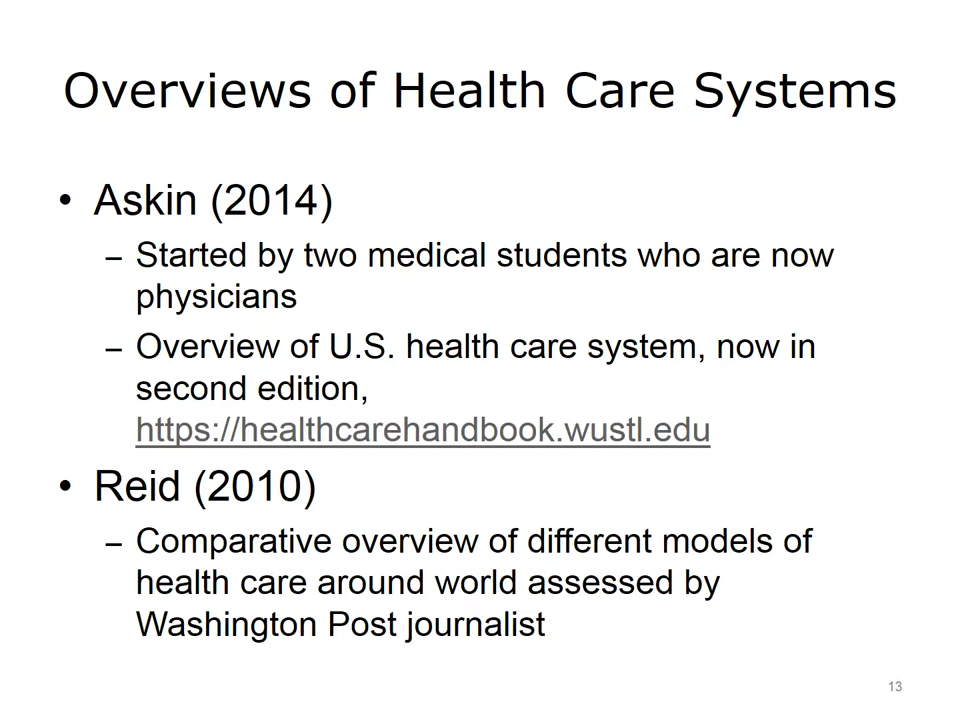 Overviews of Health Care Systems
• Askin (2014)
– Started by two medical students who are now
physicians
– Overview of U.S. health care system, now in
second edition,
https://healthcarehandbook.wustl.edu
• Reid (2010)
– Comparative overview of different models of
health care around world assessed by
Washington Post journalist
13